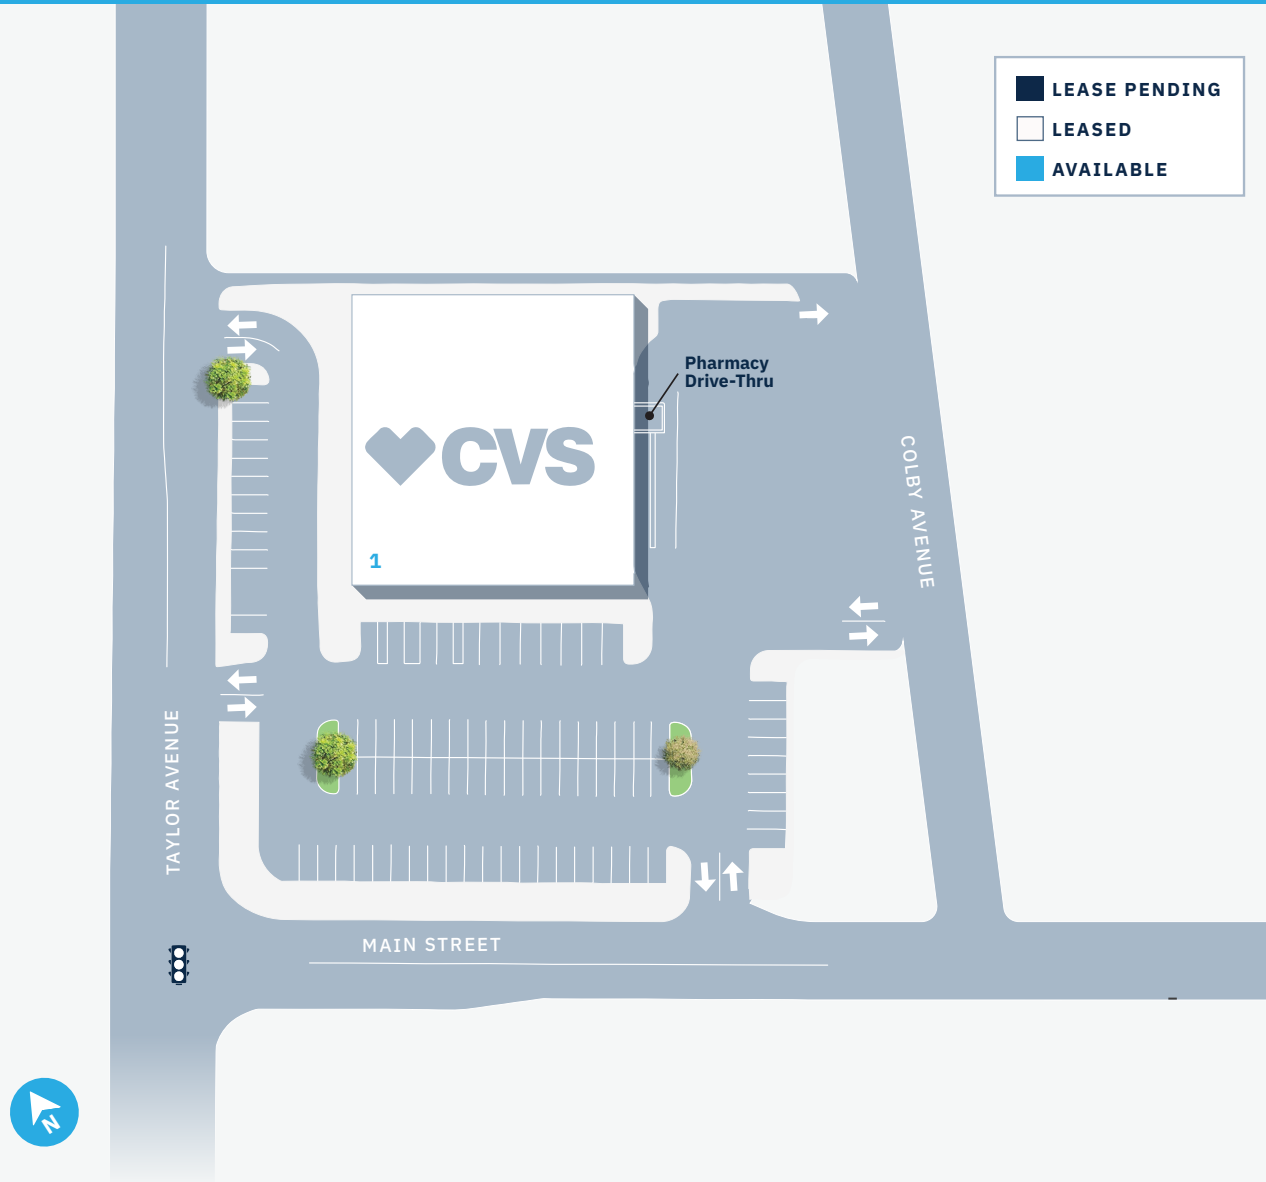 LEASE PENDING
LEASED
AVAILABLE
Pharmacy
Drive-Thru
CVS
1
COLBY AVENUE
TAYLOR AVENUE
MAIN STREET
N